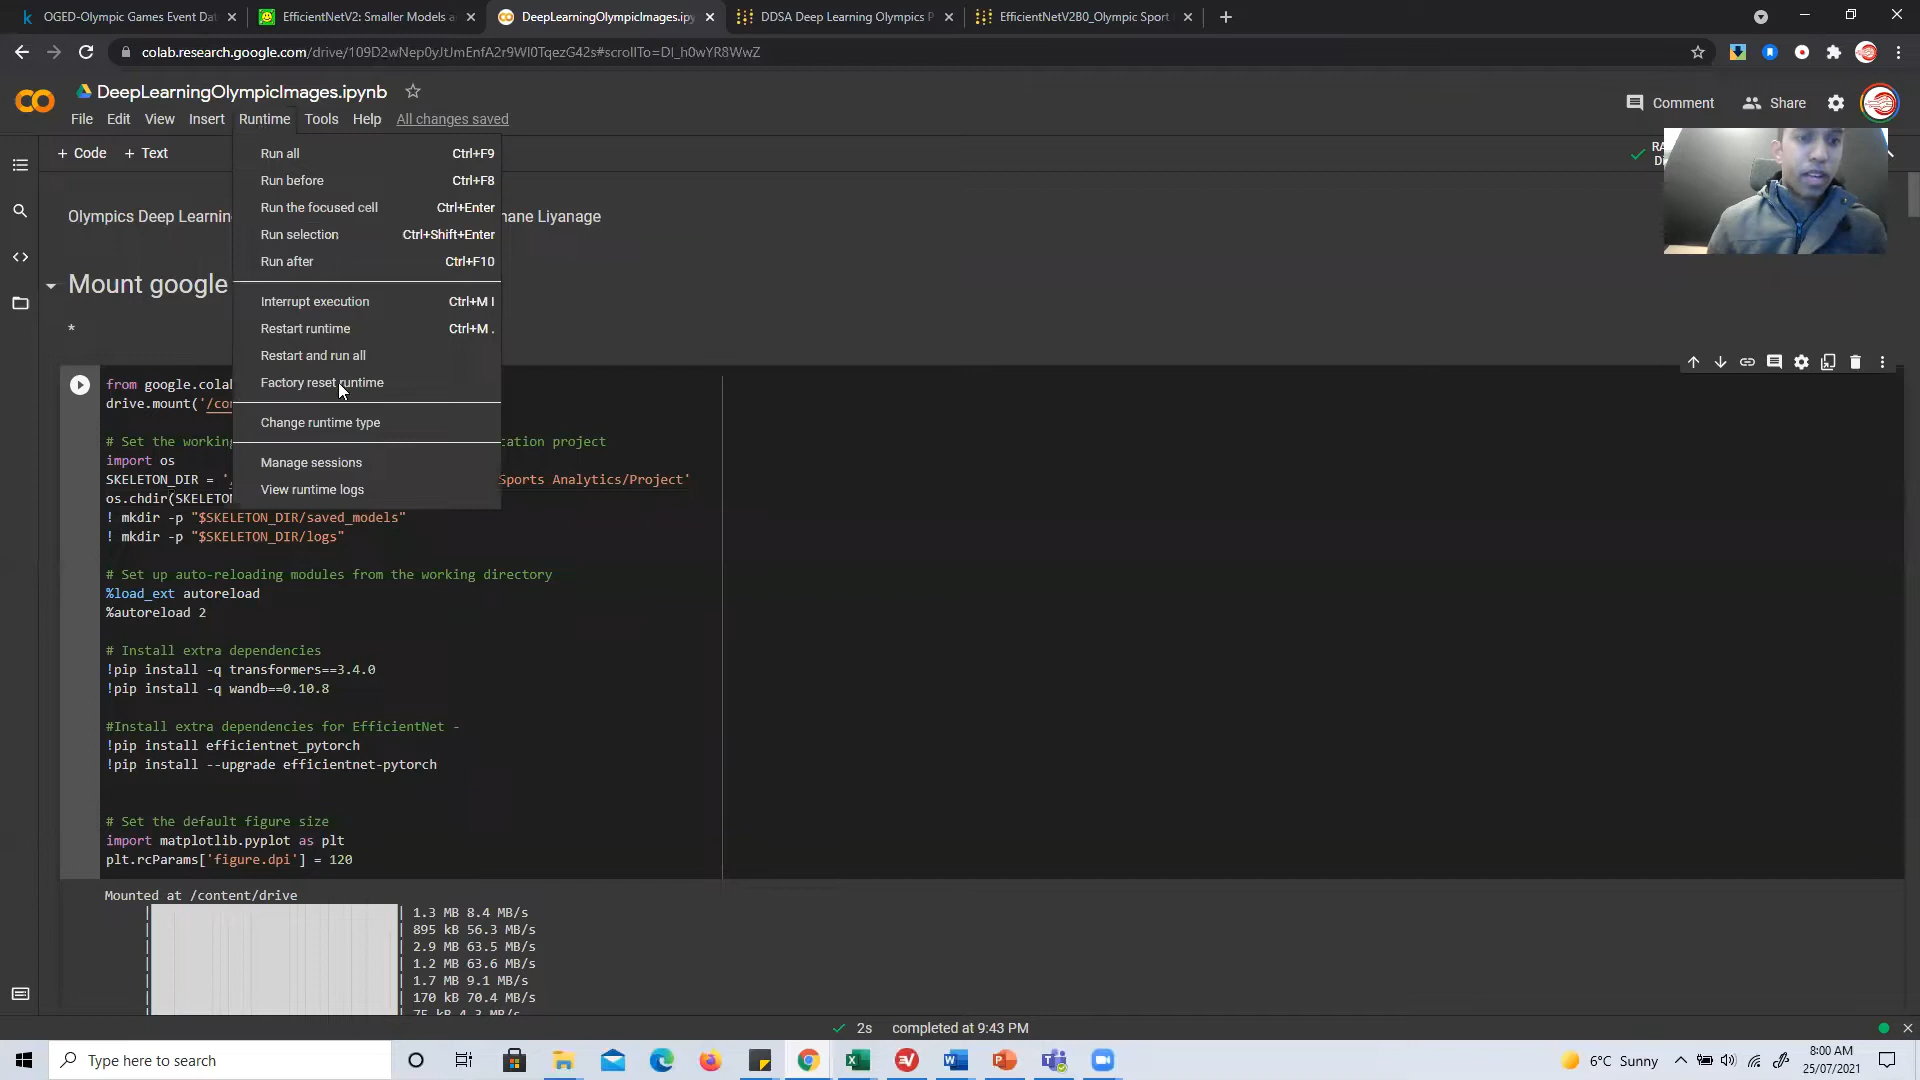 OGED-Olympic Games Event Dat
EfficientNetV2: Smaller Models a
DeepLearningOlympicImages.ipyn
DDSA Deep Learning Olympics P
EfficientNetV2B0_Olympic Sport
colab.research.google.com/drive/109D2wNep0yJtJmEnfA2r9Wl0TqezG42s#scrollTo=Dl_h0wYR8WwZ
DeepLearningOlympicImages.ipynb
Comment
Share
File Edit View Insert Runtime Tools Help All changes saved
+ Code + Text
RA
Di
Run all Ctrl+F9
Run before Ctrl+F8
Run the focused cell Ctrl+Enter
Run selection Ctrl+Shift+Enter
Run after Ctrl+F10
Interrupt execution Ctrl+M I
Restart runtime Ctrl+M .
Restart and run all
Factory reset runtime
Change runtime type
Manage sessions
View runtime logs
Olympics Deep Learnin hane Liyanage
Mount google
*
from google.colab
drive.mount('/con
# Set the working cation project
import os
SKELETON_DIR = '/ Sports Analytics/Project'
os.chdir(SKELETON
! mkdir -p "$SKELETON_DIR/saved_models"
! mkdir -p "$SKELETON_DIR/logs"
# Set up auto-reloading modules from the working directory
%load_ext autoreload
%autoreload 2
# Install extra dependencies
!pip install -q transformers==3.4.0
!pip install -q wandb==0.10.8
#Install extra dependencies for EfficientNet -
!pip install efficientnet_pytorch
!pip install --upgrade efficientnet-pytorch
# Set the default figure size
import matplotlib.pyplot as plt
plt.rcParams['figure.dpi'] = 120
Mounted at /content/drive
| | 1.3 MB 8.4 MB/s
| | 895 kB 56.3 MB/s
| | 2.9 MB 63.5 MB/s
| | 1.2 MB 63.6 MB/s
| | 1.7 MB 9.1 MB/s
| | 170 kB 70.4 MB/s
| | 75 kB 4.3 MB/s
2s completed at 9:43 PM
Type here to search
6°C Sunny
8:00 AM
25/07/2021